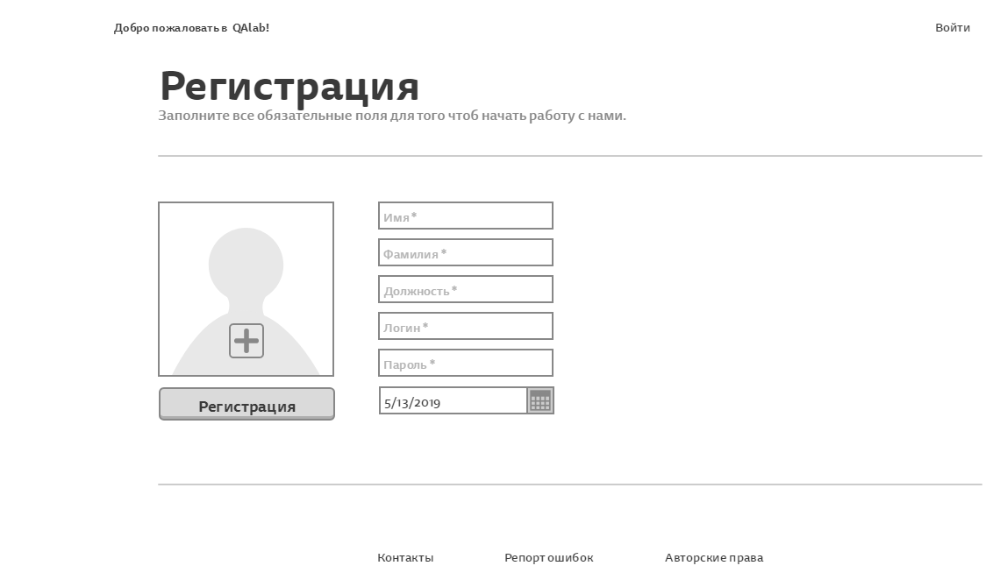 Добро пожаловать в QAlab!
Войти
Регистрация
Заполните все обязательные поля для того чтоб начать работу с нами.
Имя *
Фамилия *
Должность *
Логин *
Пароль *
5/13/2019
Регистрация
Контакты
Репорт ошибок
Авторские права